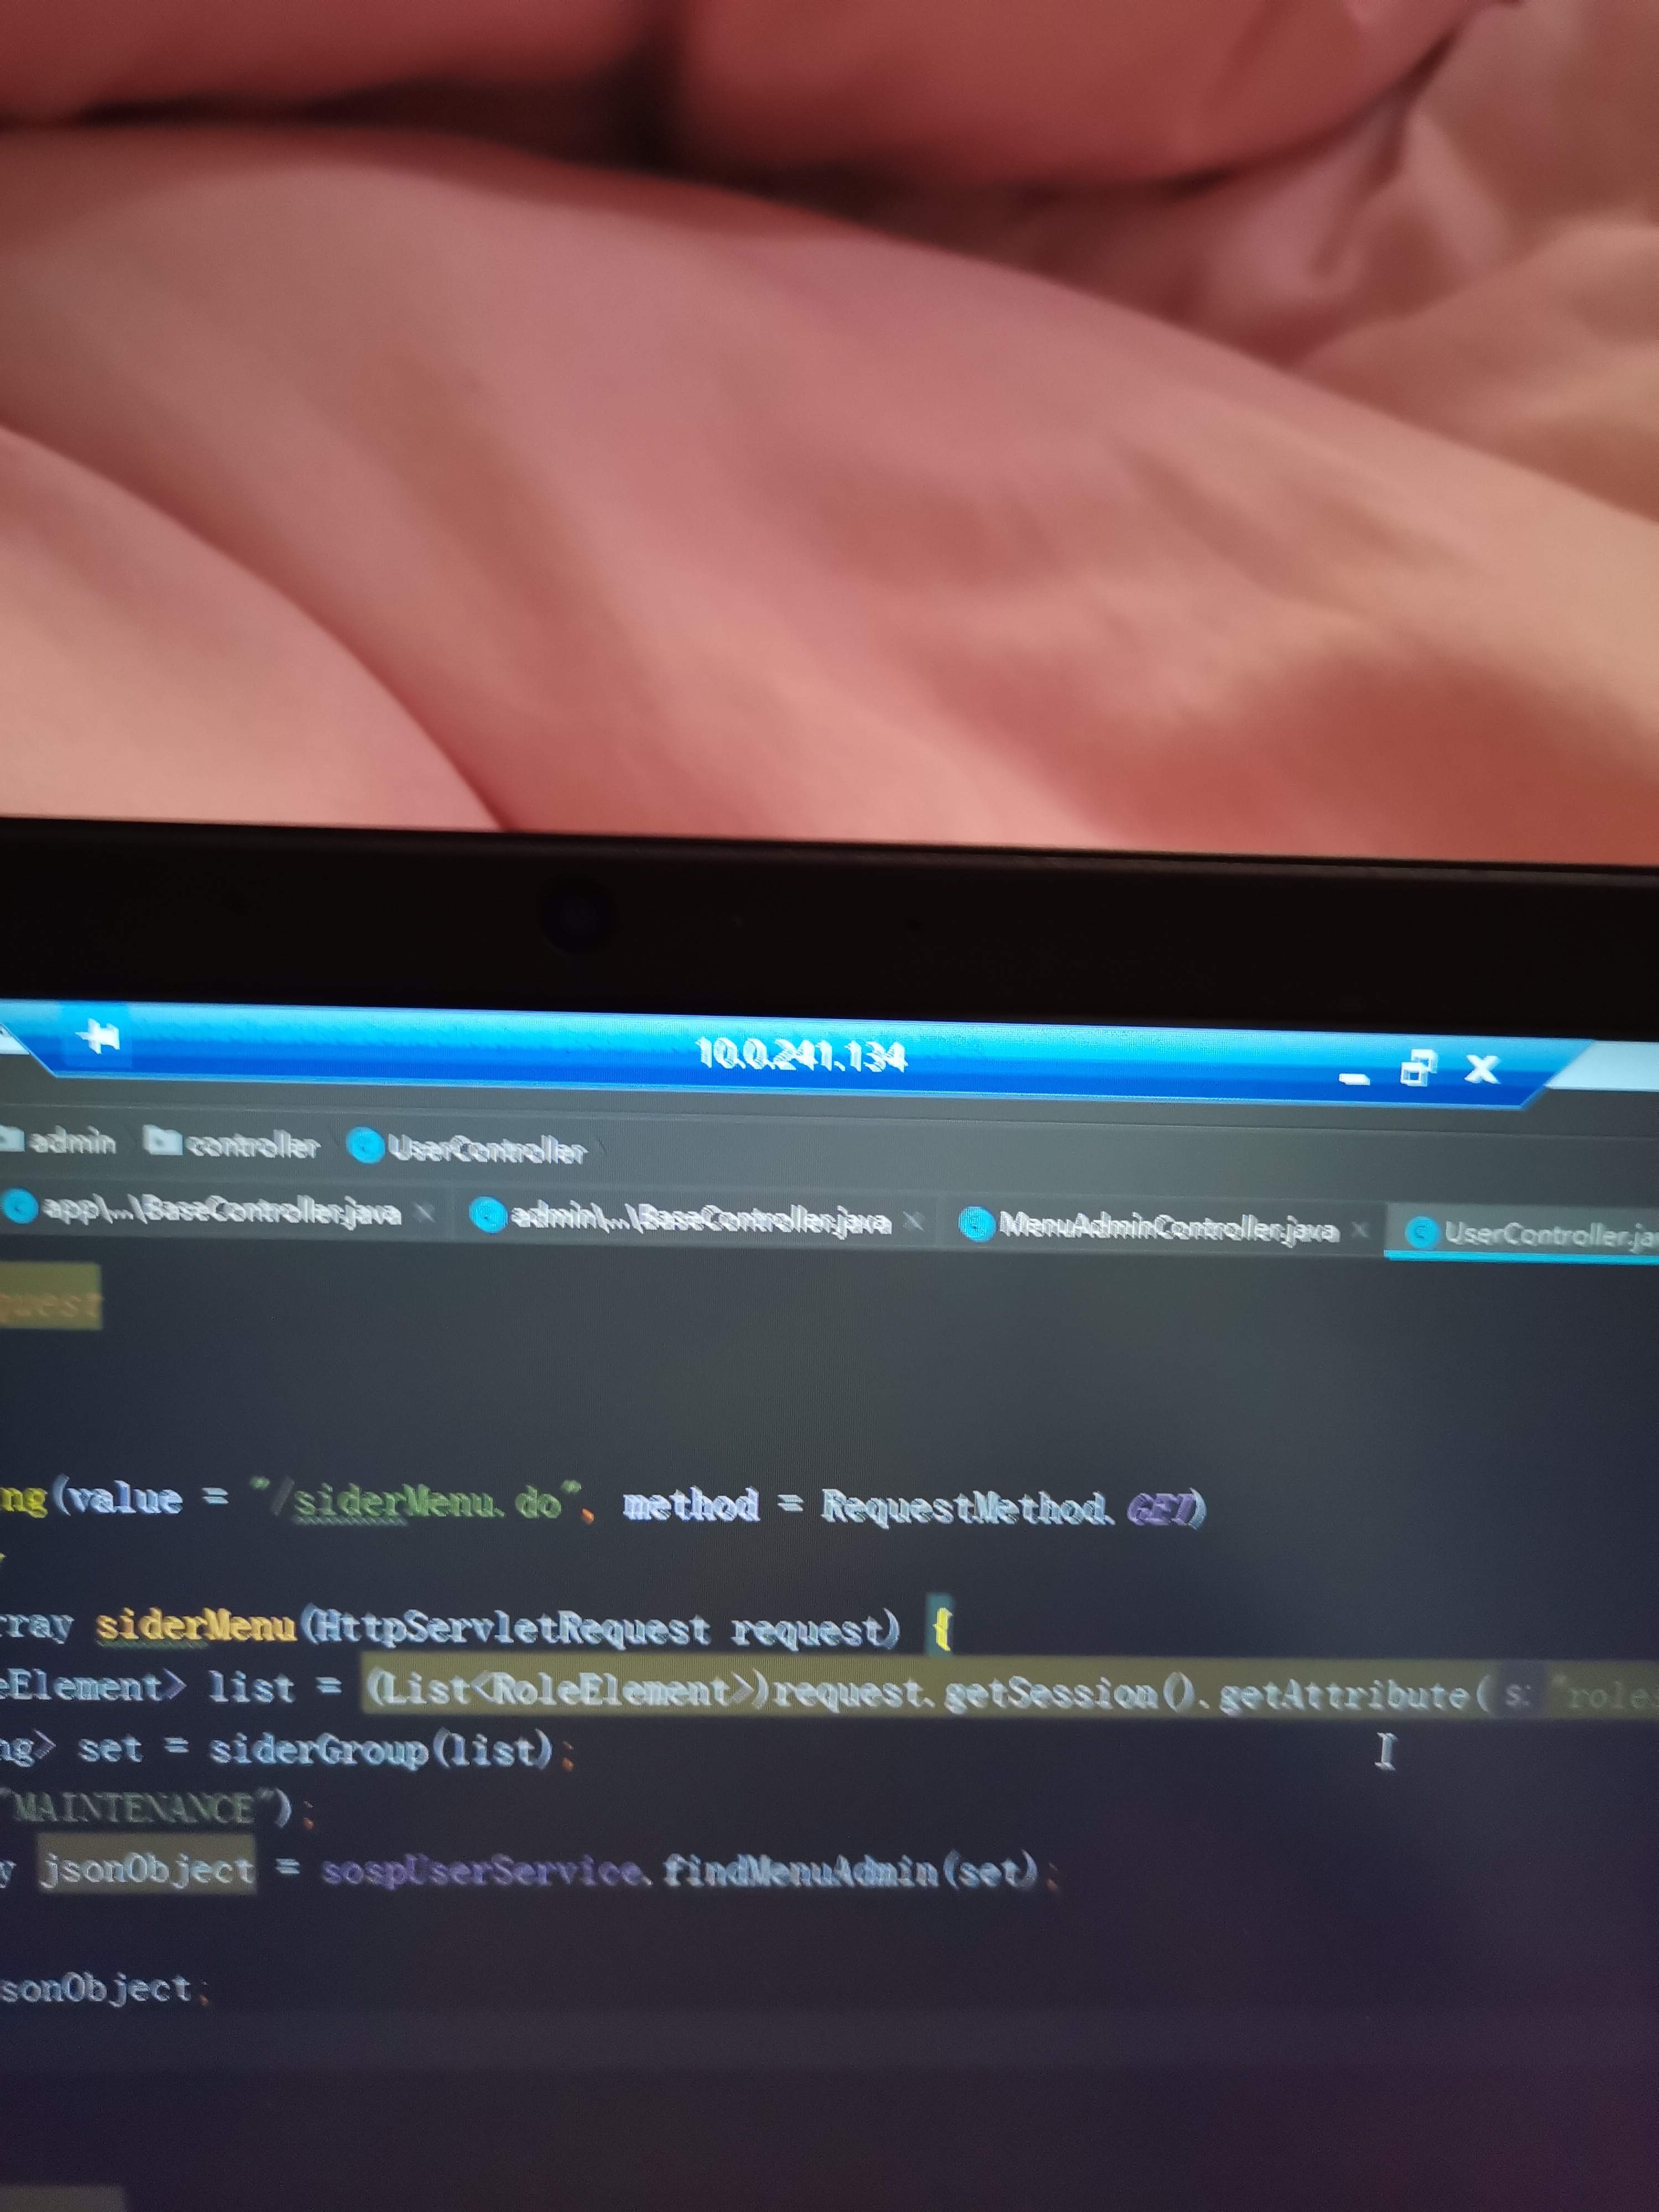 10.0.241.134
admin controller UserController
app\...\BaseController.java admin\...\BaseController.java MenuAdminController.java UserController.ja
quest
ng(value = "/siderMenu.do", method = RequestMethod.GET)
rray siderMenu(HttpServletRequest request) {
eElement> list = (List<RoleElement>)request.getSession().getAttribute( s: "roles
ng> set = siderGroup(list);
"MAINTENANCE");
y jsonObject = sospUserService.findMenuAdmin(set);
sonObject;